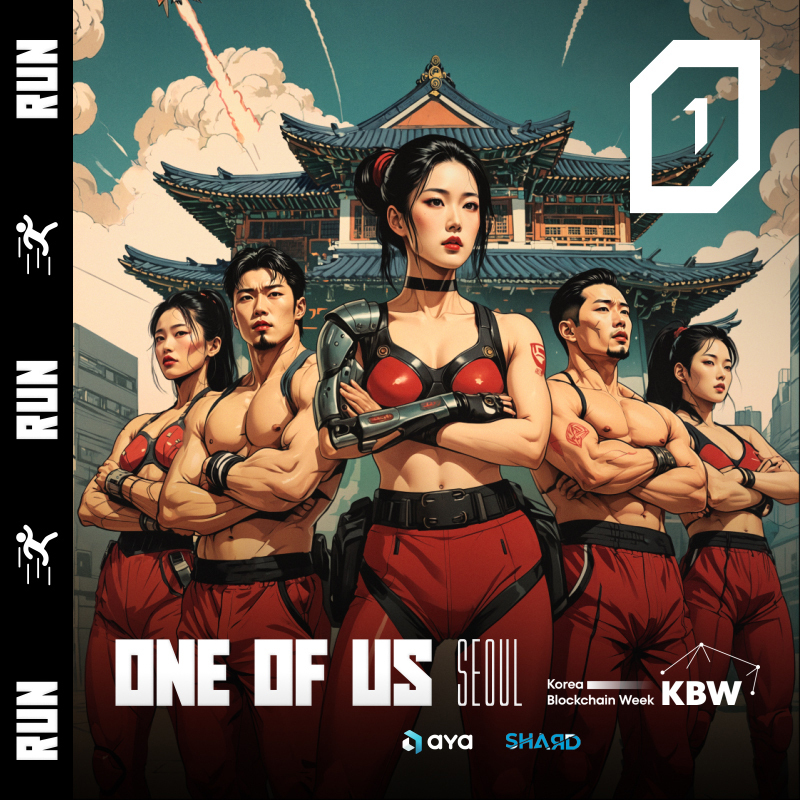 RUN
RUN
RUN
1
ONE OF US SEOUL
Korea
Blockchain Week
KBW
aya
SHARD